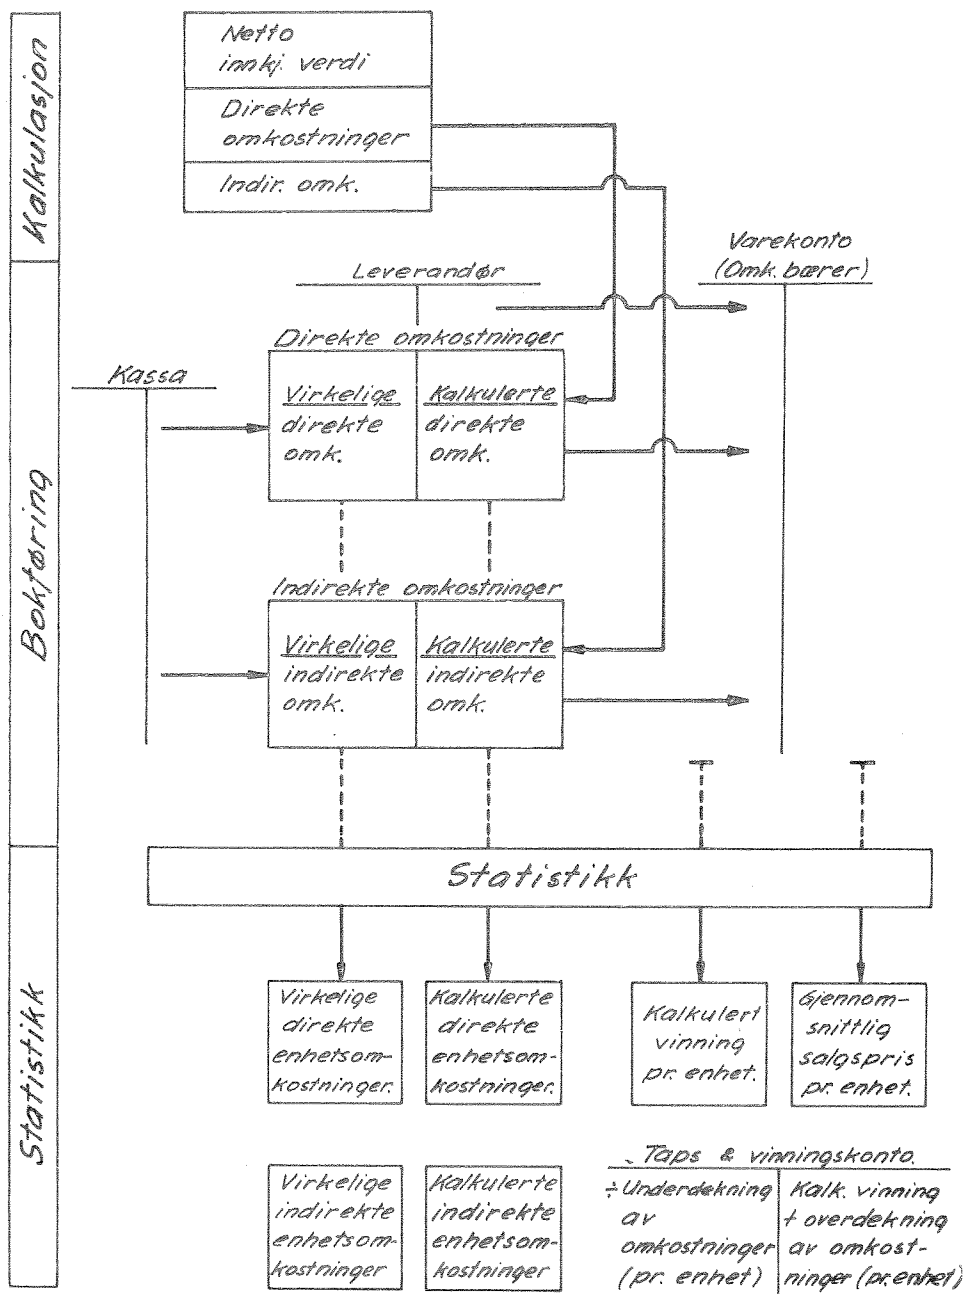 Kalkulasjon
Netto
innkj. verdi
Direkte
omkostninger
Indir. omk.
Bokføring
Varekonto
(Omk. bærer)
Leverandør
Direkte omkostninger
Kassa
Virkelige
direkte
omk.
Kalkulerte
direkte
omk.
Indirekte omkostninger
Virkelige
indirekte
omk.
Kalkulerte
indirekte
omk.
Statistikk
Statistikk
Virkelige
direkte
enhetsom-
kostninger.
Kalkulerte
direkte
enhetsom-
kostninger.
Kalkulert
vinning
pr. enhet.
Gjennom-
snittlig
salgspris
pr. enhet.
Virkelige
indirekte
enhetsom-
kostninger
Kalkulerte
indirekte
enhetsom-
kostninger
Taps & vinningskonto.
÷ Underdekning
av
omkostninger
(pr. enhet)
Kalk. vinning
+ overdekning
av omkost-
ninger (pr. enhet)